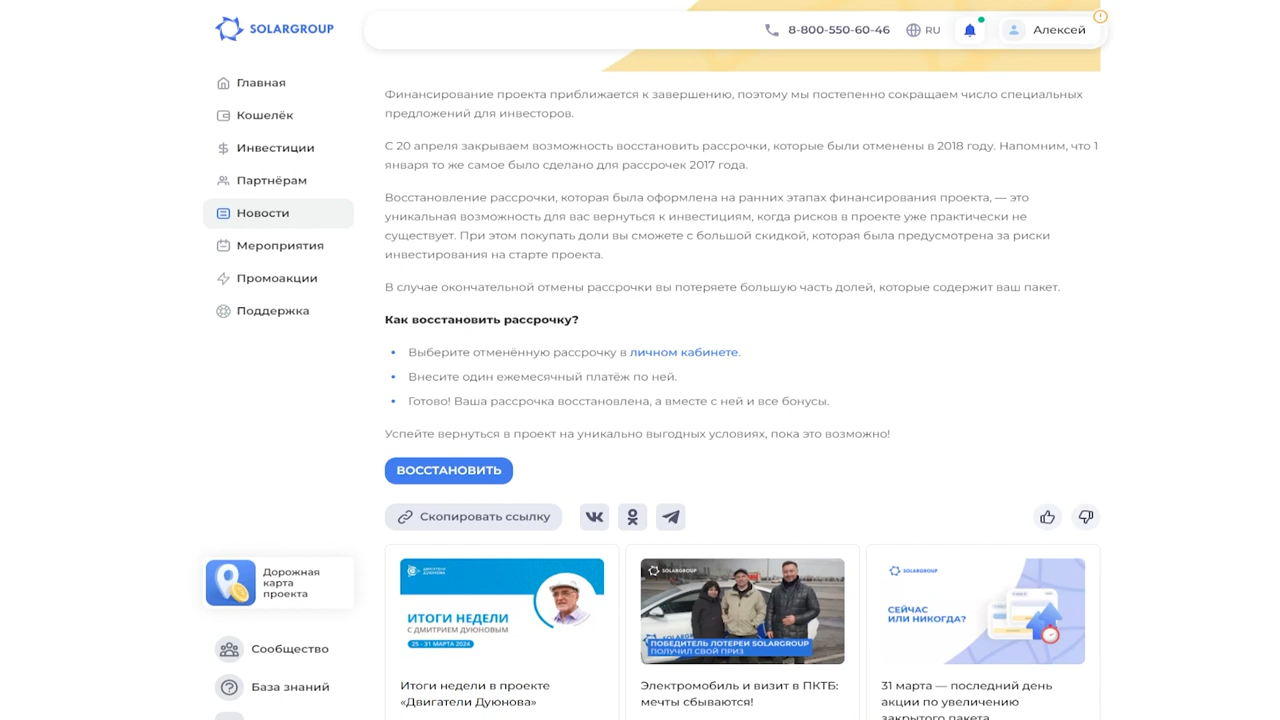 SOLARGROUP
8-800-550-60-46
RU
Алексей
Главная
Кошелёк
Инвестиции
Партнёрам
Новости
Мероприятия
Промоакции
Поддержка
Финансирование проекта приближается к завершению, поэтому мы постепенно сокращаем число специальных
предложений для инвесторов.
С 20 апреля закрываем возможность восстановить рассрочки, которые были отменены в 2018 году. Напомним, что 1
января то же самое было сделано для рассрочек 2017 года.
Восстановление рассрочки, которая была оформлена на ранних этапах финансирования проекта, — это
уникальная возможность для вас вернуться к инвестициям, когда рисков в проекте уже практически не
существует. При этом покупать доли вы сможете с большой скидкой, которая была предусмотрена за риски
инвестирования на старте проекта.
В случае окончательной отмены рассрочки вы потеряете большую часть долей, которые содержит ваш пакет.
Как восстановить рассрочку?
• Выберите отменённую рассрочку в личном кабинете.
• Внесите один ежемесячный платёж по ней.
• Готово! Ваша рассрочка восстановлена, а вместе с ней и все бонусы.
Успейте вернуться в проект на уникально выгодных условиях, пока это возможно!
ВОССТАНОВИТЬ
Скопировать ссылку
Дорожная
карта
проекта
Сообщество
База знаний
ДВИГАТЕЛИ
ДУЮНОВА
ИТОГИ НЕДЕЛИ
С ДМИТРИЕМ ДУЮНОВЫМ
25 - 31 МАРТА 2024
Итоги недели в проекте
«Двигатели Дуюнова»
SOLARGROUP
ПОБЕДИТЕЛЬ ЛОТЕРЕИ SOLARGROUP
ПОЛУЧИЛ СВОЙ ПРИЗ
Электромобиль и визит в ПКТБ:
мечты сбываются!
SOLARGROUP
СЕЙЧАС
ИЛИ НИКОГДА?
31 марта — последний день
акции по увеличению
закрытого пакета